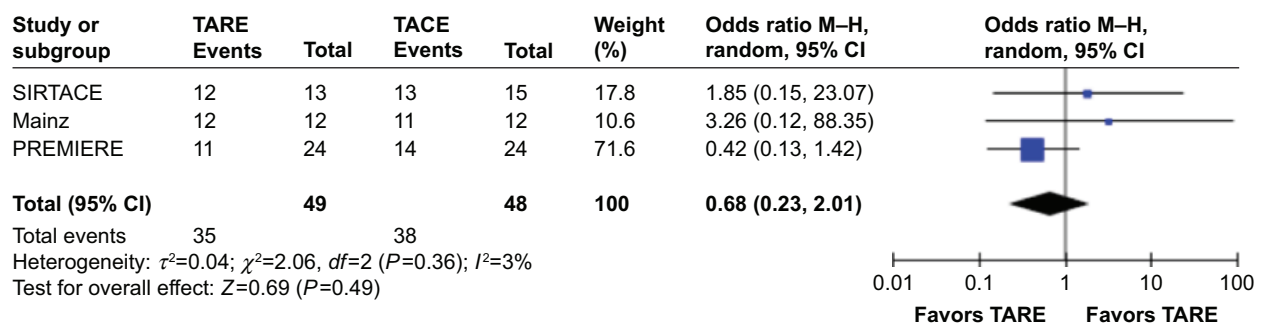 Study or subgroup TARE Events Total TACE Events Total Weight (%) Odds ratio M–H, random, 95% CI Odds ratio M–H, random, 95% CI
SIRTACE 12 13 13 15 17.8 1.85 (0.15, 23.07)
Mainz 12 12 11 12 10.6 3.26 (0.12, 88.35)
PREMIERE 11 24 14 24 71.6 0.42 (0.13, 1.42)
Total (95% CI) 49 48 100 0.68 (0.23, 2.01)
Total events 35 38
Heterogeneity: τ²=0.04; χ²=2.06, df=2 (P=0.36); I²=3%
Test for overall effect: Z=0.69 (P=0.49)
0.01 0.1 1 10 100
Favors TARE Favors TARE